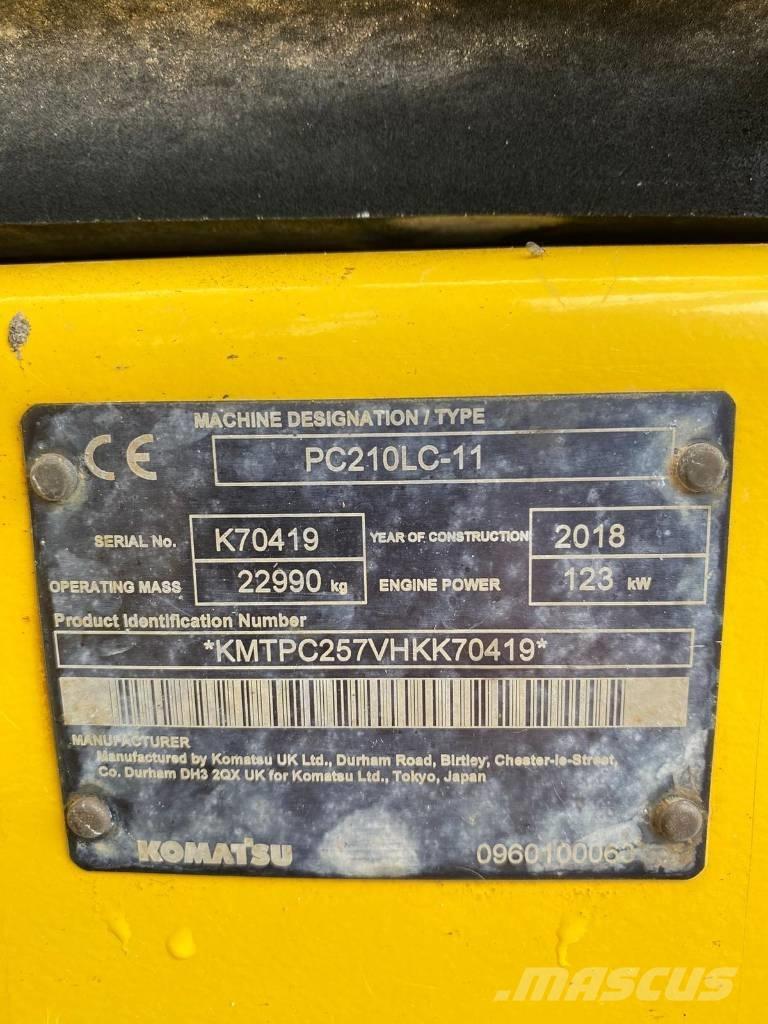 MACHINE DESIGNATION / TYPE
CE PC210LC-11
SERIAL No. K70419 YEAR OF CONSTRUCTION 2018
OPERATING MASS 22990 kg ENGINE POWER 123 kW
Product Identification Number
*KMTPC257VHKK70419*
MANUFACTURER
Manufactured by Komatsu UK Ltd., Durham Road, Birtley, Chester-le-Street,
Co. Durham DH3 2QX UK for Komatsu Ltd., Tokyo, Japan
KOMATSU
MASCUS